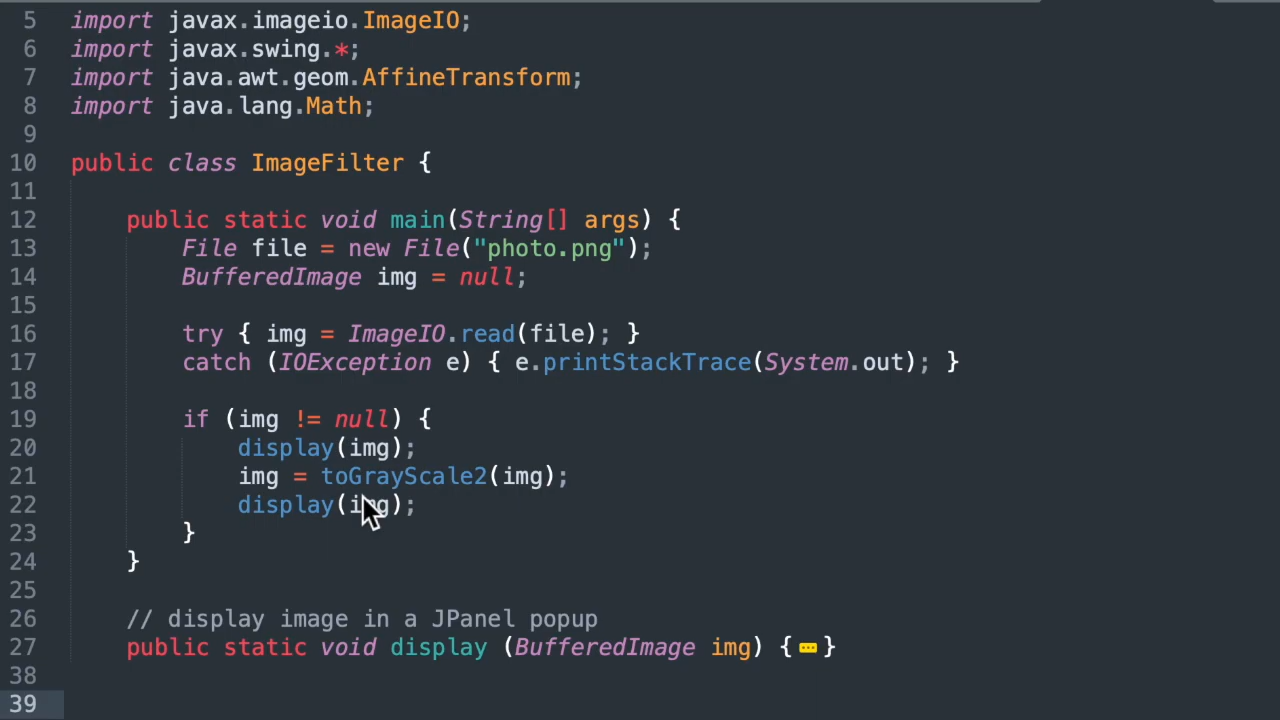 5 import javax.imageio.ImageIO;
6 import javax.swing.*;
7 import java.awt.geom.AffineTransform;
8 import java.lang.Math;
9
10 public class ImageFilter {
11
12     public static void main(String[] args) {
13         File file = new File("photo.png");
14         BufferedImage img = null;
15
16         try { img = ImageIO.read(file); }
17         catch (IOException e) { e.printStackTrace(System.out); }
18
19         if (img != null) {
20             display(img);
21             img = toGrayScale2(img);
22             display(img);
23         }
24     }
25
26     // display image in a JPanel popup
27     public static void display (BufferedImage img) {…}
38
39